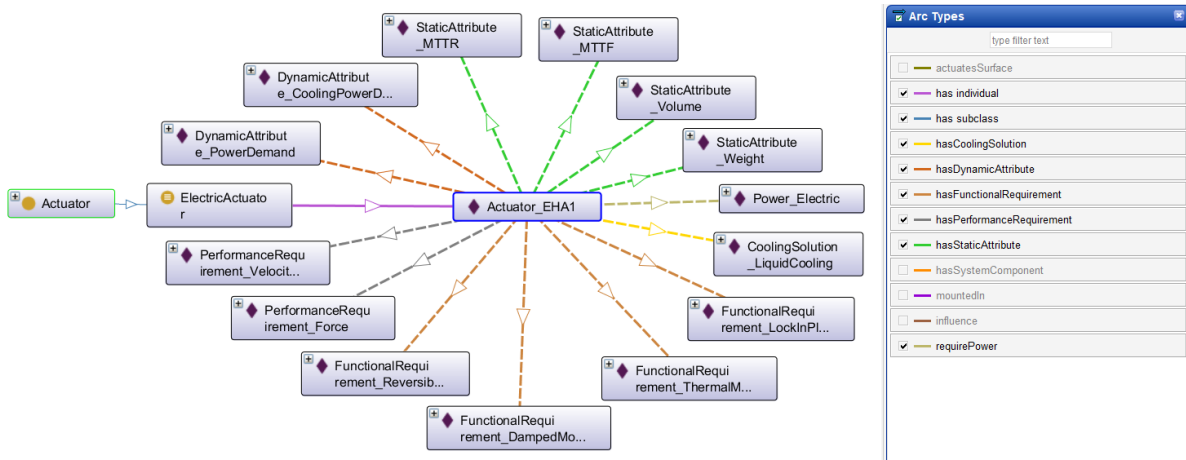 StaticAttribute
_MTTR
StaticAttribute
_MTTF
DynamicAttribut
e_CoolingPowerD...
StaticAttribute
_Volume
DynamicAttribut
e_PowerDemand
StaticAttribute
_Weight
Actuator
ElectricActuato
r
Actuator_EHA1
Power_Electric
PerformanceRequ
irement_Velocit...
CoolingSolution
_LiquidCooling
PerformanceRequ
irement_Force
FunctionalRequi
rement_LockInPl...
FunctionalRequi
rement_Reversib...
FunctionalRequi
rement_ThermalM...
FunctionalRequi
rement_DampedMo...
Arc Types
type filter text
actuatesSurface
has individual
has subclass
hasCoolingSolution
hasDynamicAttribute
hasFunctionalRequirement
hasPerformanceRequirement
hasStaticAttribute
hasSystemComponent
mountedIn
influence
requirePower